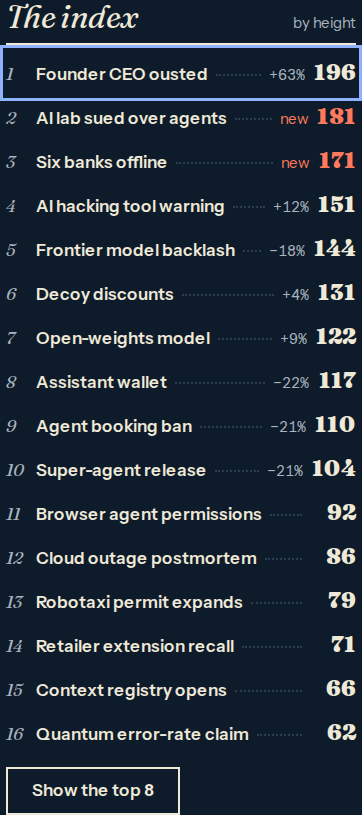 The index by height
1 Founder CEO ousted +63% 196
2 AI lab sued over agents new 181
3 Six banks offline new 171
4 AI hacking tool warning +12% 151
5 Frontier model backlash −18% 144
6 Decoy discounts +4% 131
7 Open-weights model +9% 122
8 Assistant wallet −22% 117
9 Agent booking ban −21% 110
10 Super-agent release −21% 104
11 Browser agent permissions 92
12 Cloud outage postmortem 86
13 Robotaxi permit expands 79
14 Retailer extension recall 71
15 Context registry opens 66
16 Quantum error-rate claim 62
Show the top 8